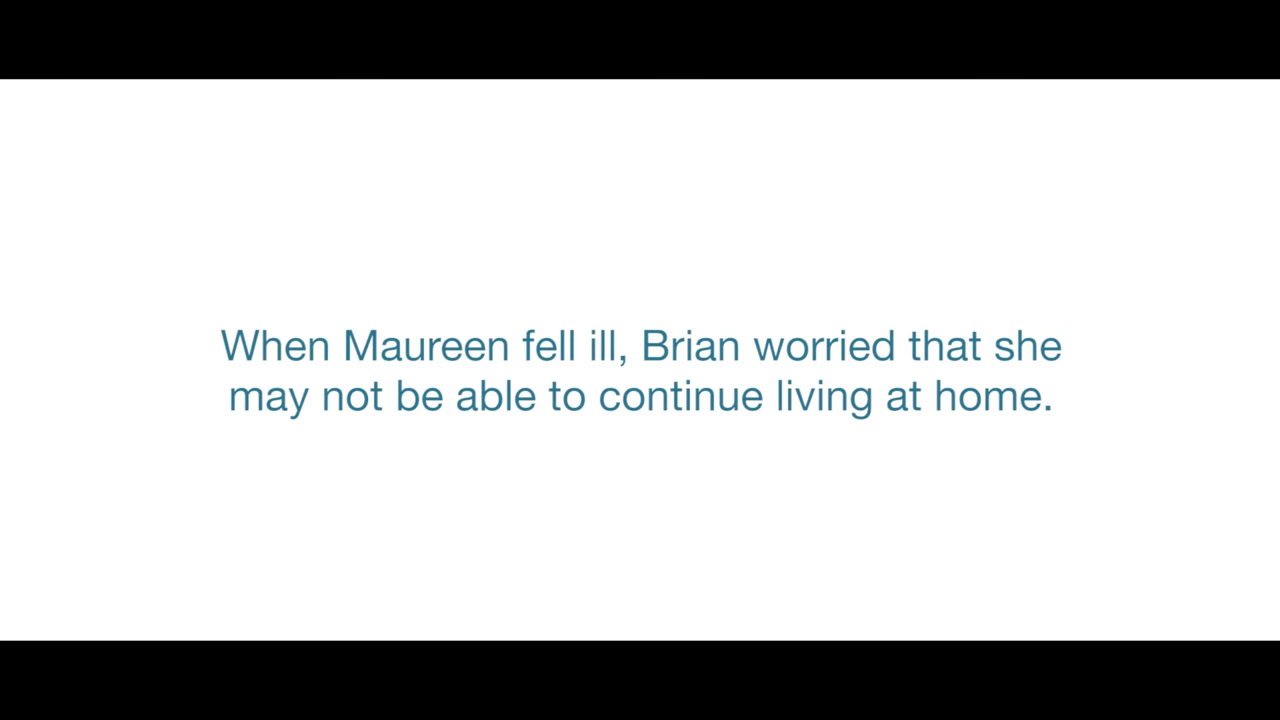 When Maureen fell ill, Brian worried that she
may not be able to continue living at home.